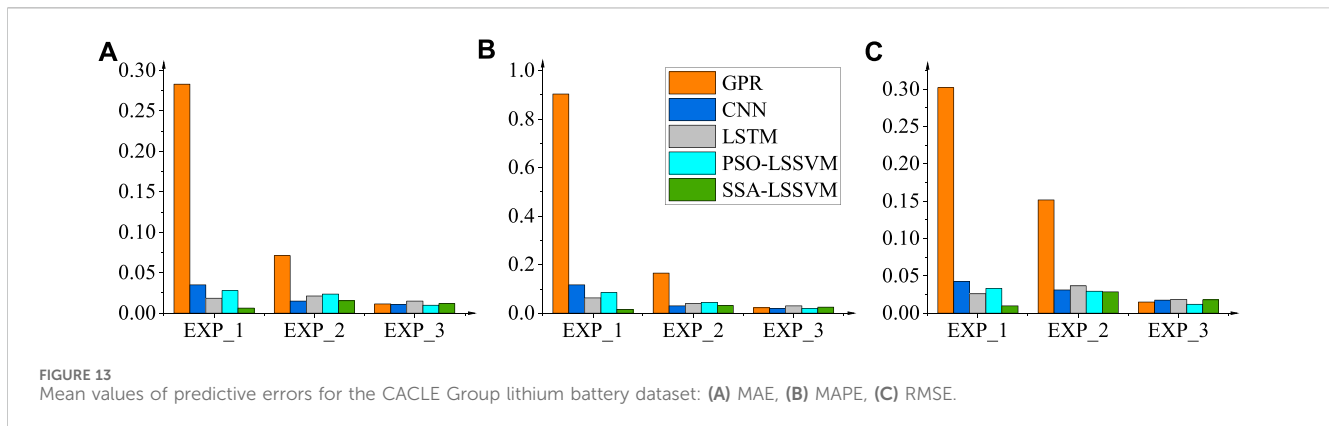 A
0.30
0.25
0.20
0.15
0.10
0.05
0.00
EXP_1 EXP_2 EXP_3
B
1.0
0.8
0.6
0.4
0.2
0.0
EXP_1 EXP_2 EXP_3
GPR
CNN
LSTM
PSO-LSSVM
SSA-LSSVM
C
0.30
0.25
0.20
0.15
0.10
0.05
0.00
EXP_1 EXP_2 EXP_3
FIGURE 13
Mean values of predictive errors for the CACLE Group lithium battery dataset: (A) MAE, (B) MAPE, (C) RMSE.